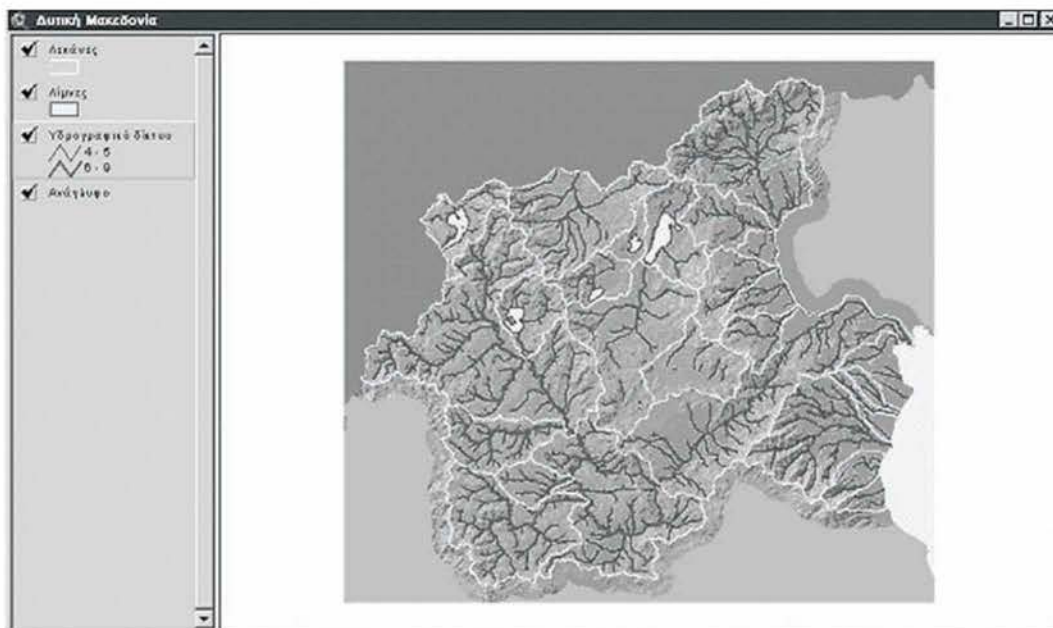 Δυτική Μακεδονία
Λεκάνες
Λίμνες
Υδρογραφικό δίκτυο
4 - 5
6 - 9
Ανάγλυφο